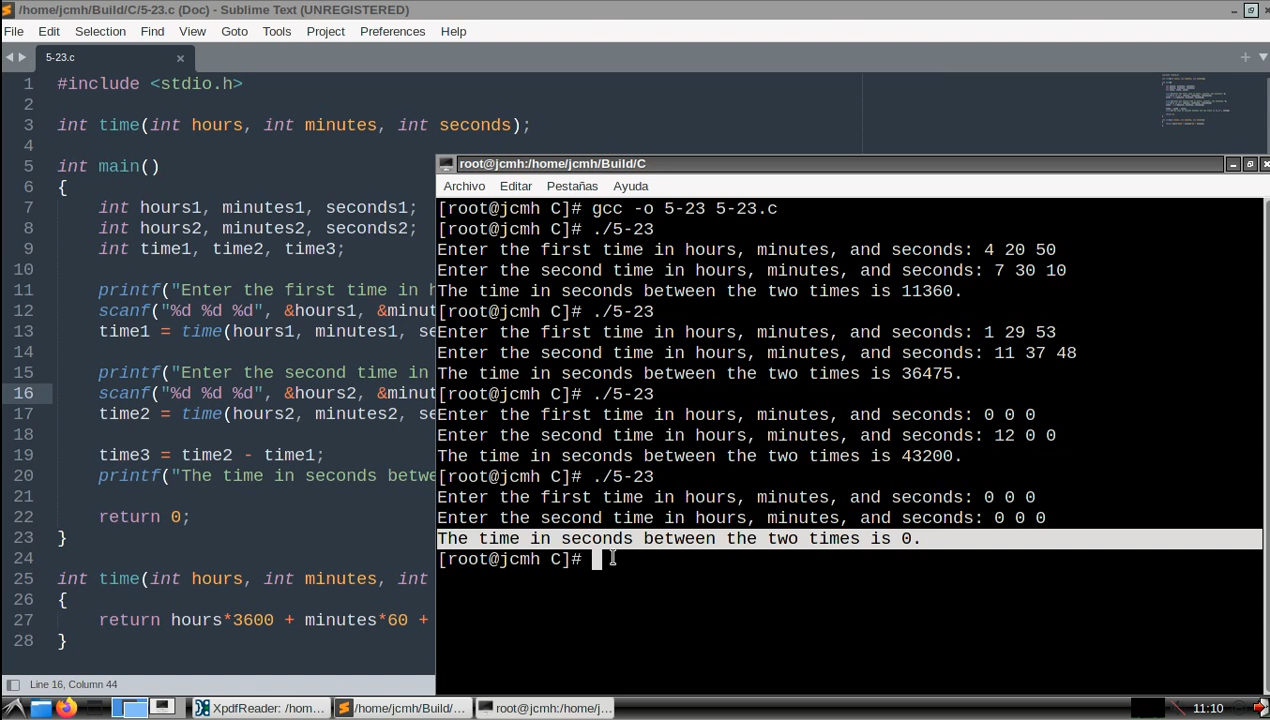 /home/jcmh/Build/C/5-23.c (Doc) - Sublime Text (UNREGISTERED)
File Edit Selection Find View Goto Tools Project Preferences Help
5-23.c
1 #include <stdio.h>
2
3 int time(int hours, int minutes, int seconds);
4
5 int main()
6 {
7 int hours1, minutes1, seconds1;
8 int hours2, minutes2, seconds2;
9 int time1, time2, time3;
10
11 printf("Enter the first time in h
12 scanf("%d %d %d", &hours1, &minut
13 time1 = time(hours1, minutes1, se
14
15 printf("Enter the second time in
16 scanf("%d %d %d", &hours2, &minut
17 time2 = time(hours2, minutes2, se
18
19 time3 = time2 - time1;
20 printf("The time in seconds betwe
21
22 return 0;
23 }
24
25 int time(int hours, int minutes, int
26 {
27 return hours*3600 + minutes*60 +
28 }
root@jcmh:/home/jcmh/Build/C
Archivo Editar Pestañas Ayuda
[root@jcmh C]# gcc -o 5-23 5-23.c
[root@jcmh C]# ./5-23
Enter the first time in hours, minutes, and seconds: 4 20 50
Enter the second time in hours, minutes, and seconds: 7 30 10
The time in seconds between the two times is 11360.
[root@jcmh C]# ./5-23
Enter the first time in hours, minutes, and seconds: 1 29 53
Enter the second time in hours, minutes, and seconds: 11 37 48
The time in seconds between the two times is 36475.
[root@jcmh C]# ./5-23
Enter the first time in hours, minutes, and seconds: 0 0 0
Enter the second time in hours, minutes, and seconds: 12 0 0
The time in seconds between the two times is 43200.
[root@jcmh C]# ./5-23
Enter the first time in hours, minutes, and seconds: 0 0 0
Enter the second time in hours, minutes, and seconds: 0 0 0
The time in seconds between the two times is 0.
[root@jcmh C]#
Line 16, Column 44
XpdfReader: /hom... /home/jcmh/Build/... root@jcmh:/home/j... 11:10